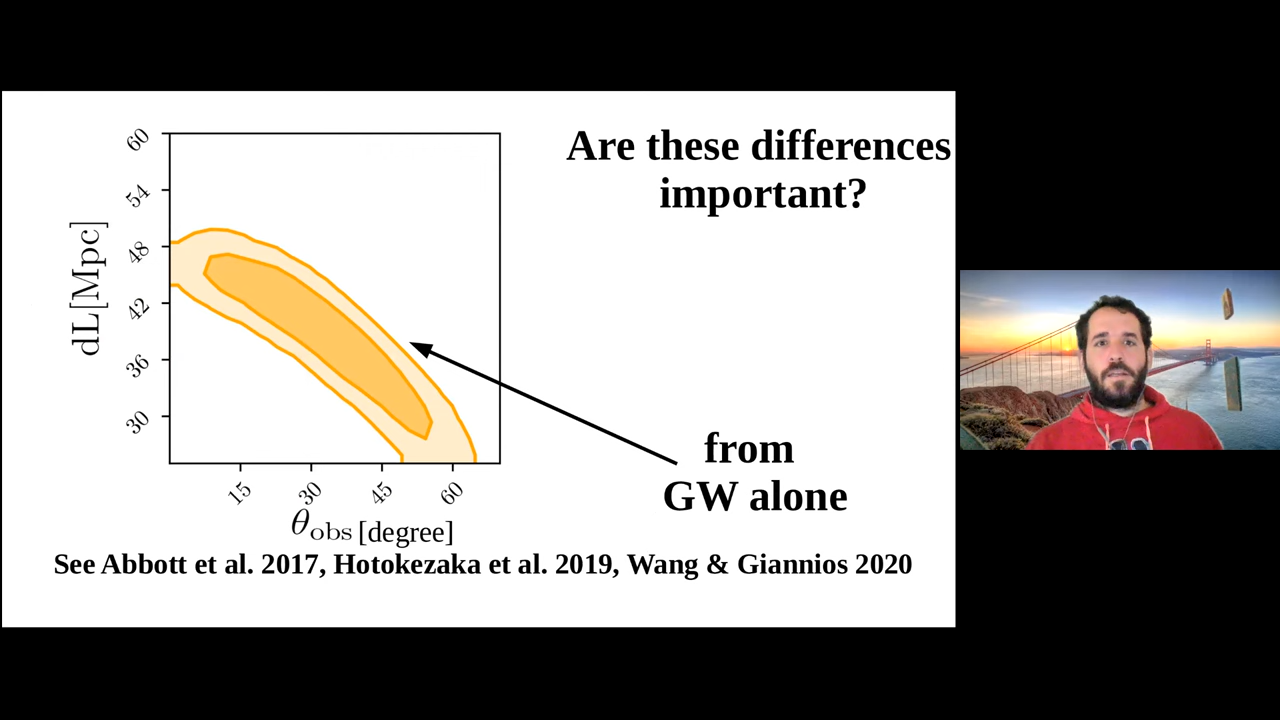 Are these differences
important?
60
54
48
42
36
30
dL[Mpc]
15
30
45
60
θobs [degree]
from
GW alone
See Abbott et al. 2017, Hotokezaka et al. 2019, Wang & Giannios 2020